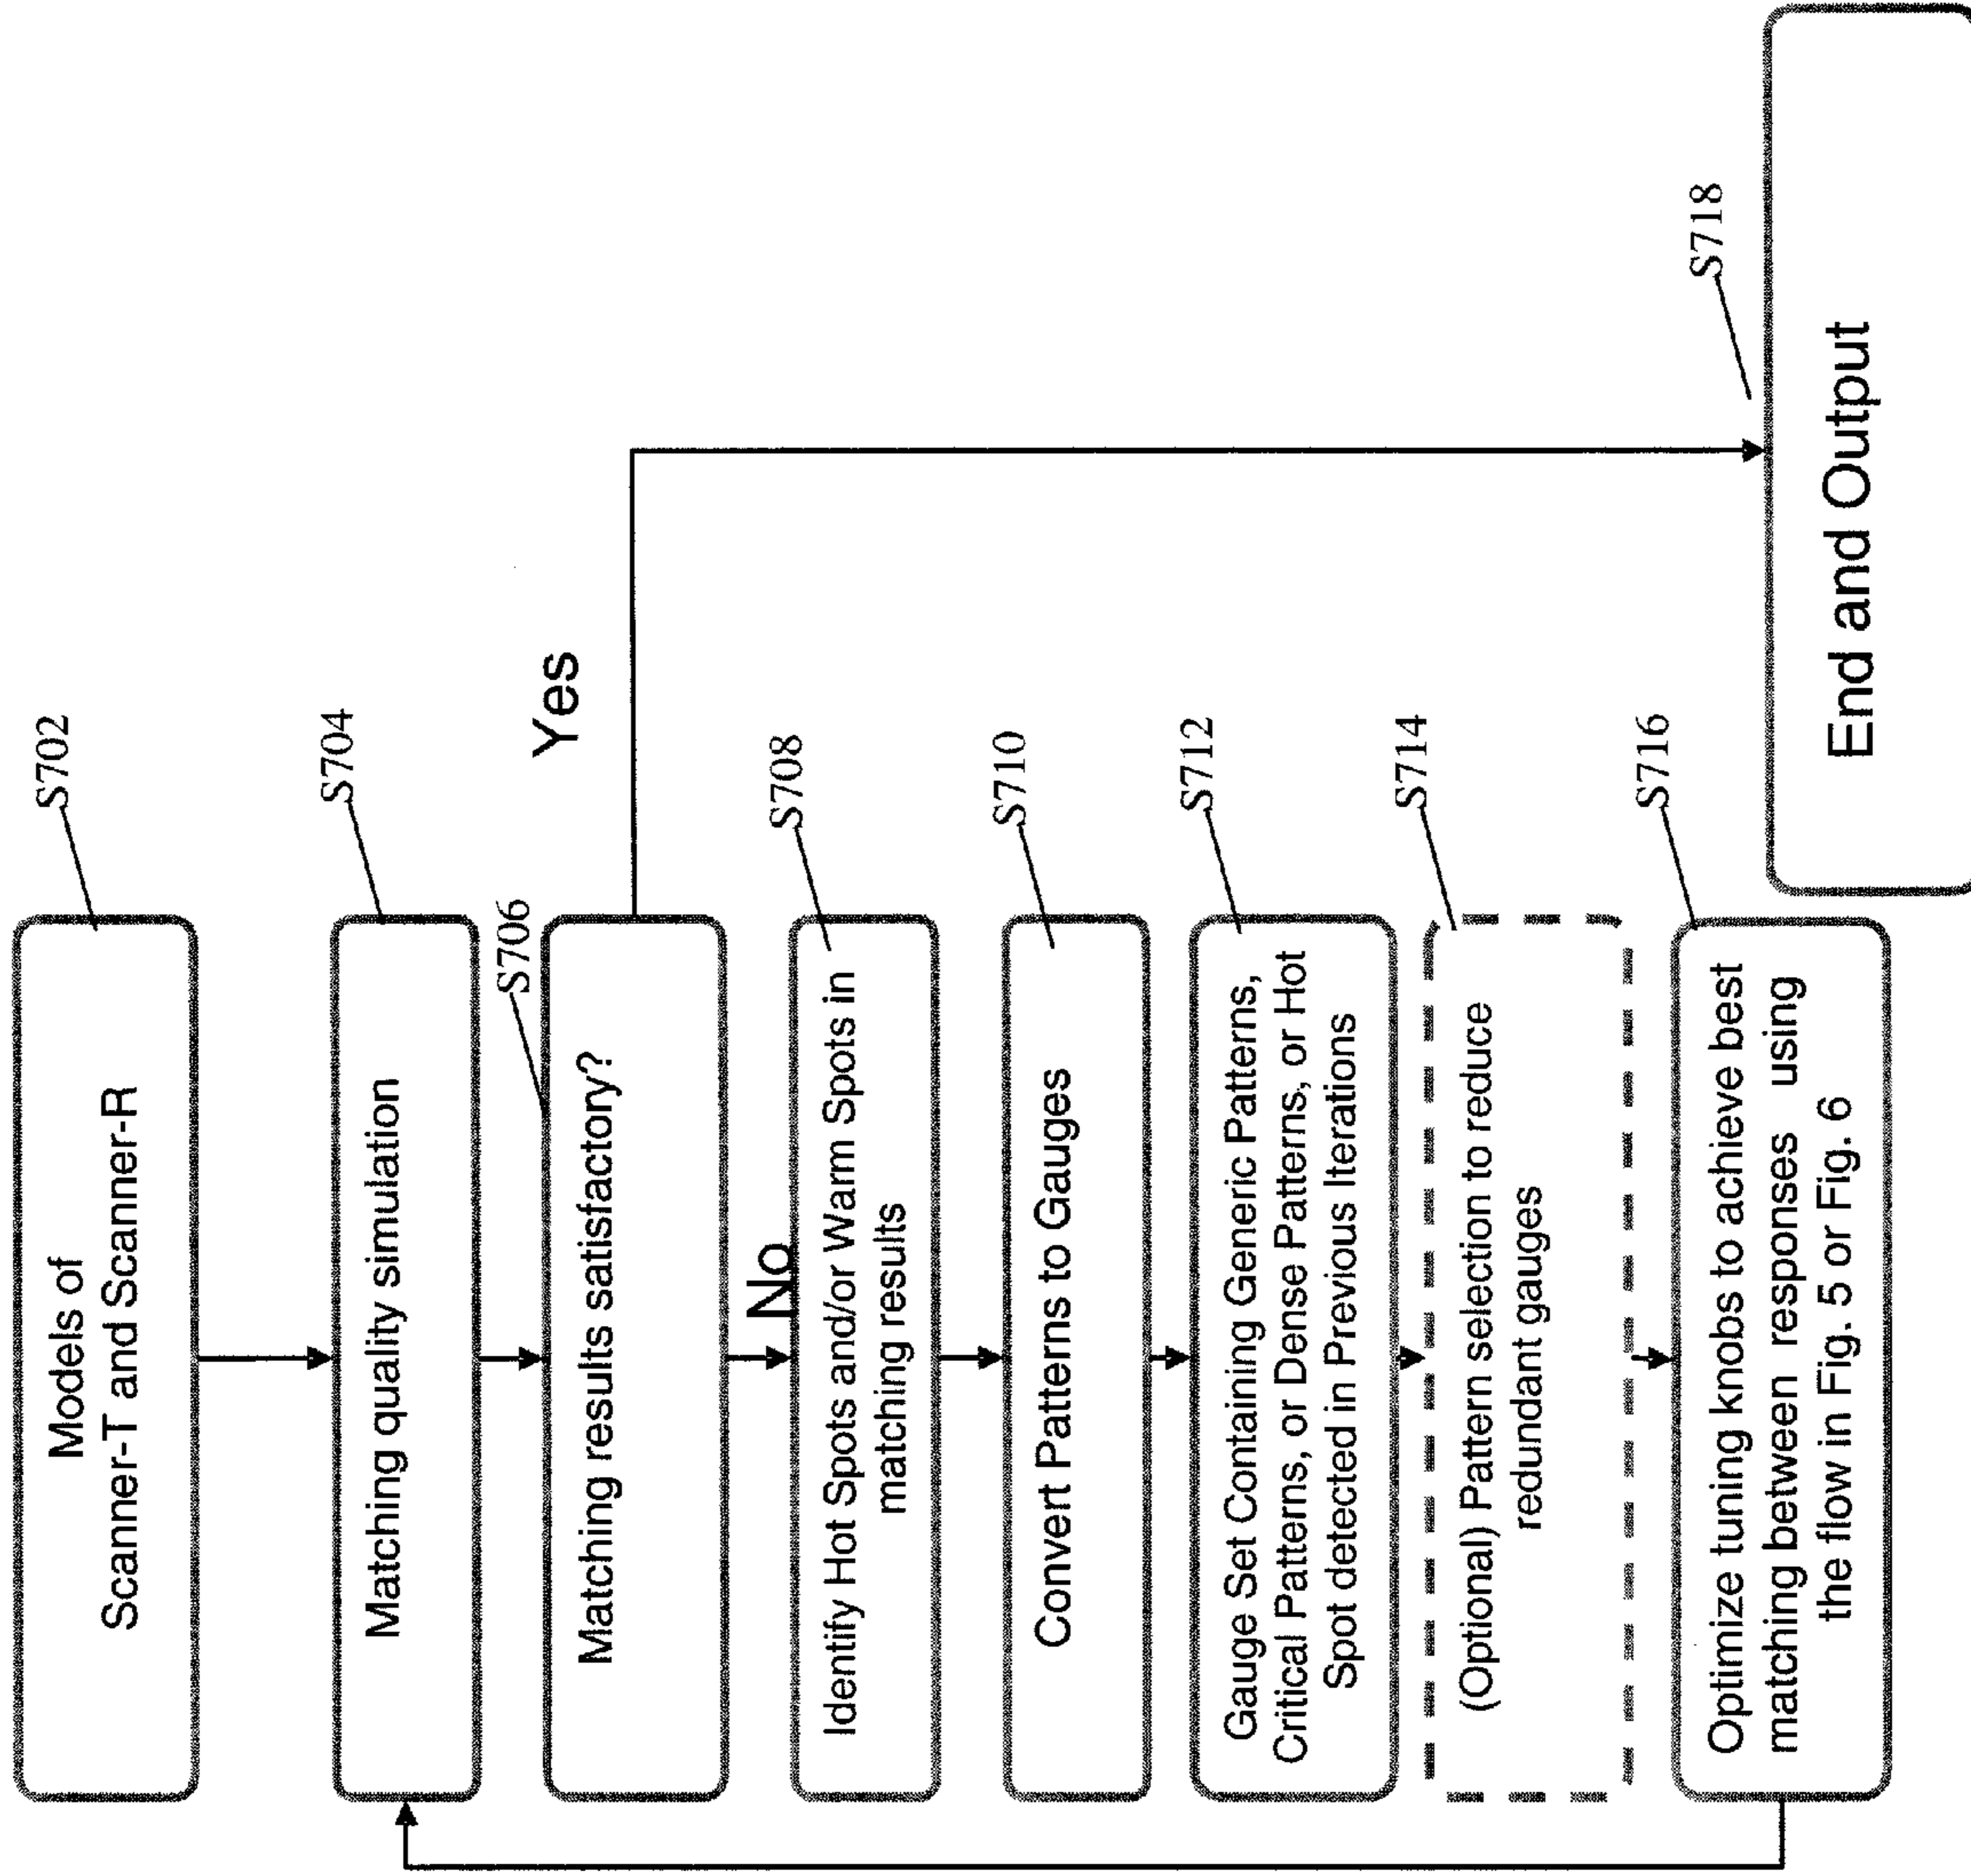 Models of
Scanner-T and Scanner-R
S702
Matching quality simulation
S704
Matching results satisfactory?
S706
Yes
No
Identify Hot Spots and/or Warm Spots in
matching results
S708
Convert Patterns to Gauges
S710
Gauge Set Containing Generic Patterns,
Critical Patterns, or Dense Patterns, or Hot
Spot detected in Previous Iterations
S712
(Optional) Pattern selection to reduce
redundant gauges
S714
Optimize tuning knobs to achieve best
matching between responses using
the flow in Fig. 5 or Fig. 6
S716
End and Output
S718